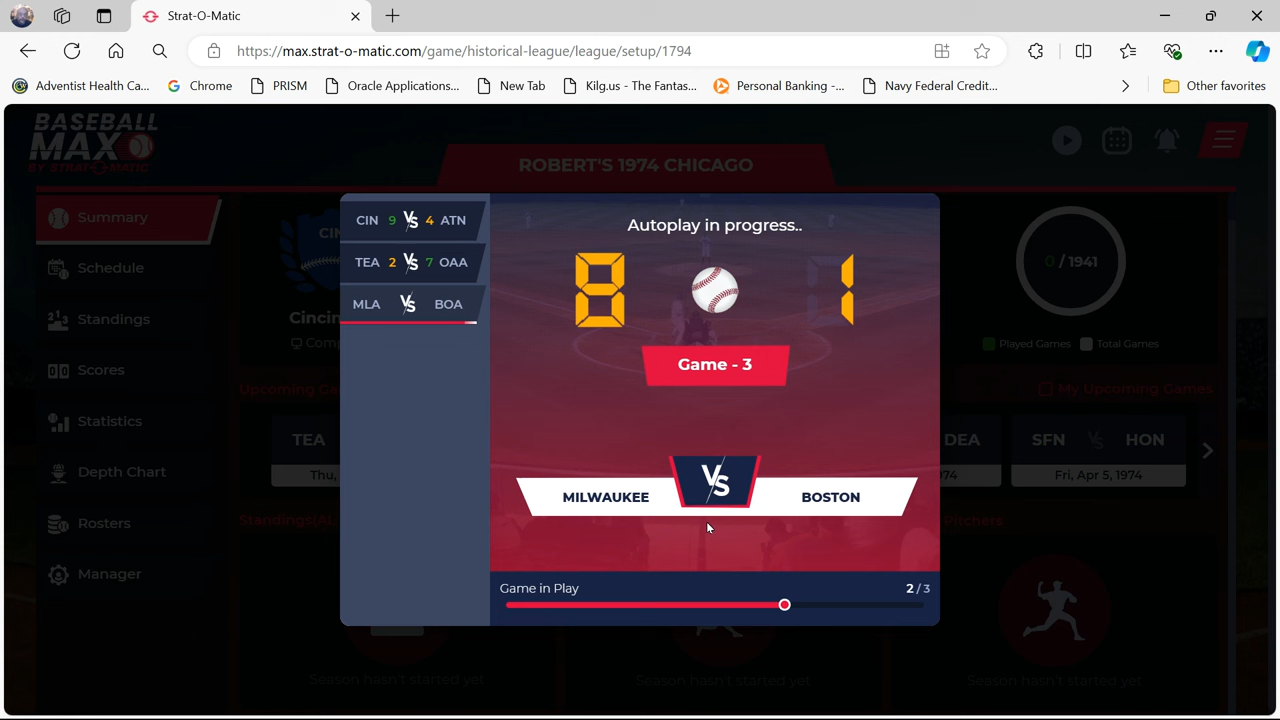 Strat-O-Matic
https://max.strat-o-matic.com/game/historical-league/league/setup/1794
Adventist Health Ca...
Chrome
PRISM
Oracle Applications...
New Tab
Kilg.us - The Fantas...
Personal Banking -...
Navy Federal Credit...
Other favorites
BASEBALL
MAX
BY STRAT-O-MATIC
ROBERT'S 1974 CHICAGO
Summary
Schedule
Standings
Scores
Statistics
Depth Chart
Rosters
Manager
CIN 9 VS 4 ATN
TEA 2 VS 7 OAA
MLA VS BOA
Autoplay in progress..
8 1
Game - 3
VS
MILWAUKEE BOSTON
Game in Play 2 / 3
0 / 1941
Played Games Total Games
My Upcoming Games
TEA
Thu,
DEA
974
SFN VS HON
Fri, Apr 5, 1974
Pitchers
Season hasn't started yet
Season hasn't started yet
Season hasn't started yet